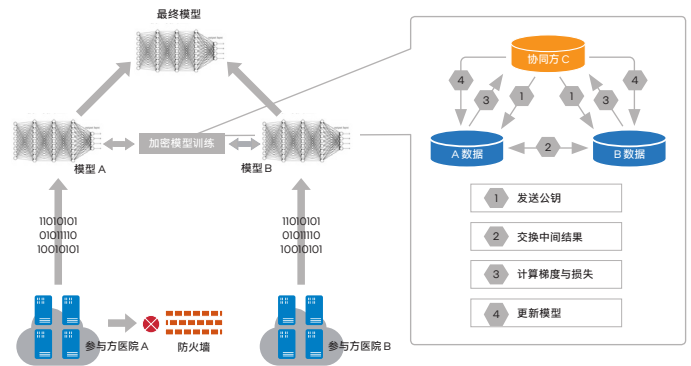 最终模型
协同方 C
4
3
1
1
3
4
加密模型训练
模型 A
模型 B
A 数据
2
B 数据
1 发送公钥
2 交换中间结果
3 计算梯度与损失
4 更新模型
11010101
01011110
10010101
11010101
01011110
10010101
参与方医院 A
防火墙
参与方医院 B